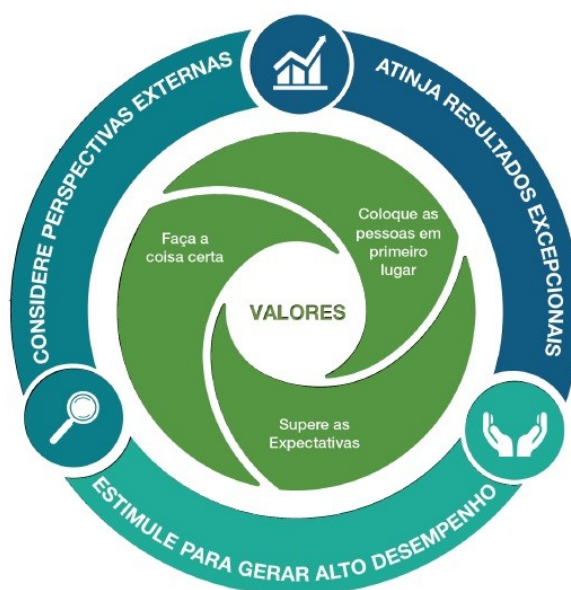 CONSIDERE PERSPECTIVAS EXTERNAS
ATINJA RESULTADOS EXCEPCIONAIS
Faça a
coisa certa
Coloque as
pessoas em
primeiro
lugar
VALORES
Supere as
Expectativas
ESTIMULE PARA GERAR ALTO DESEMPENHO